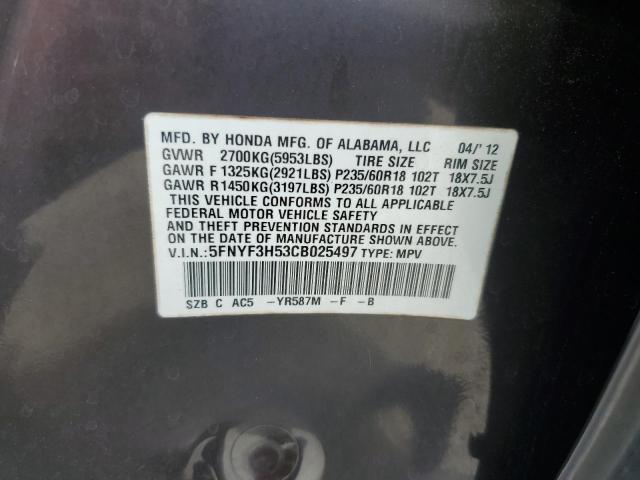 MFD. BY HONDA MFG. OF ALABAMA, LLC 04/'12
GVWR 2700KG(5953LBS) TIRE SIZE RIM SIZE
GAWR F 1325KG(2921LBS) P235/60R18 102T 18X7.5J
GAWR R1450KG(3197LBS) P235/60R18 102T 18X7.5J
THIS VEHICLE CONFORMS TO ALL APPLICABLE
FEDERAL MOTOR VEHICLE SAFETY
AND THEFT PREVENTION STANDARDS IN EFFECT
ON THE DATE OF MANUFACTURE SHOWN ABOVE.
V.I.N.:5FNYF3H53CB025497 TYPE: MPV
SZB C AC5 -YR587M -F -B